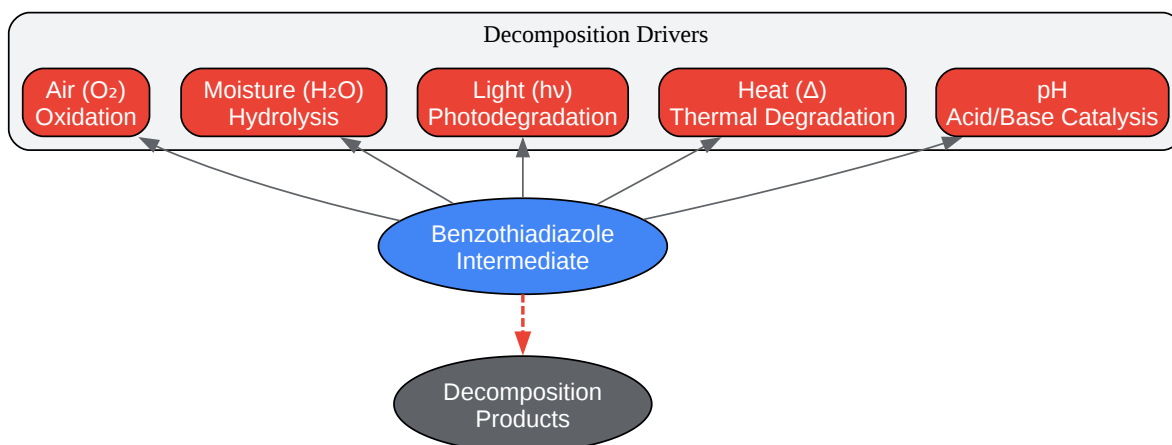 Decomposition Drivers
Air (O₂)
Oxidation
Moisture (H₂O)
Hydrolysis
Light (hν)
Photodegradation
Heat (Δ)
Thermal Degradation
pH
Acid/Base Catalysis
Benzothiadiazole
Intermediate
Decomposition
Products